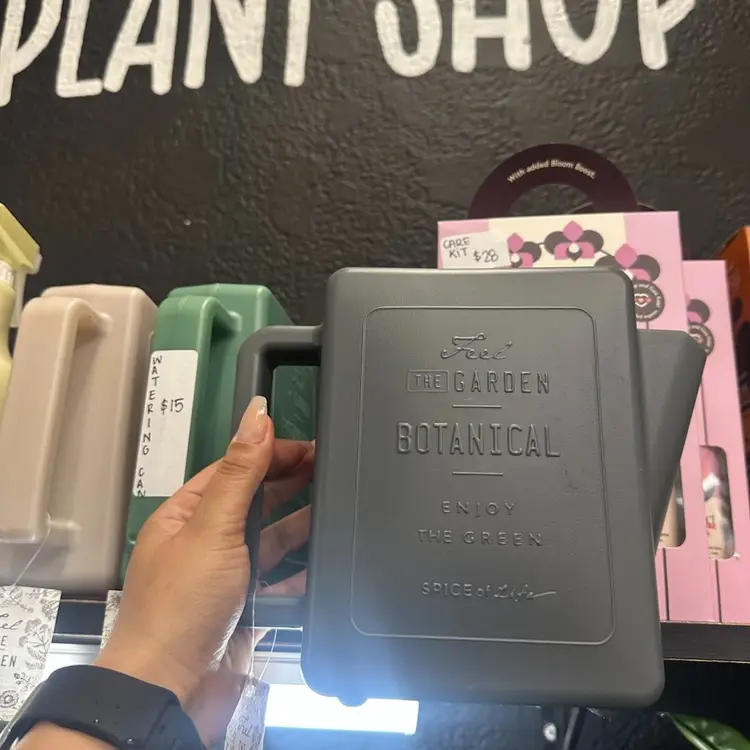 PLANT SHOP
With added Bloom Boost.
CARE
KIT $28
WATERING CAN
$15
Feel
THE GARDEN
BOTANICAL
ENJOY
THE GREEN
SPICE of Life